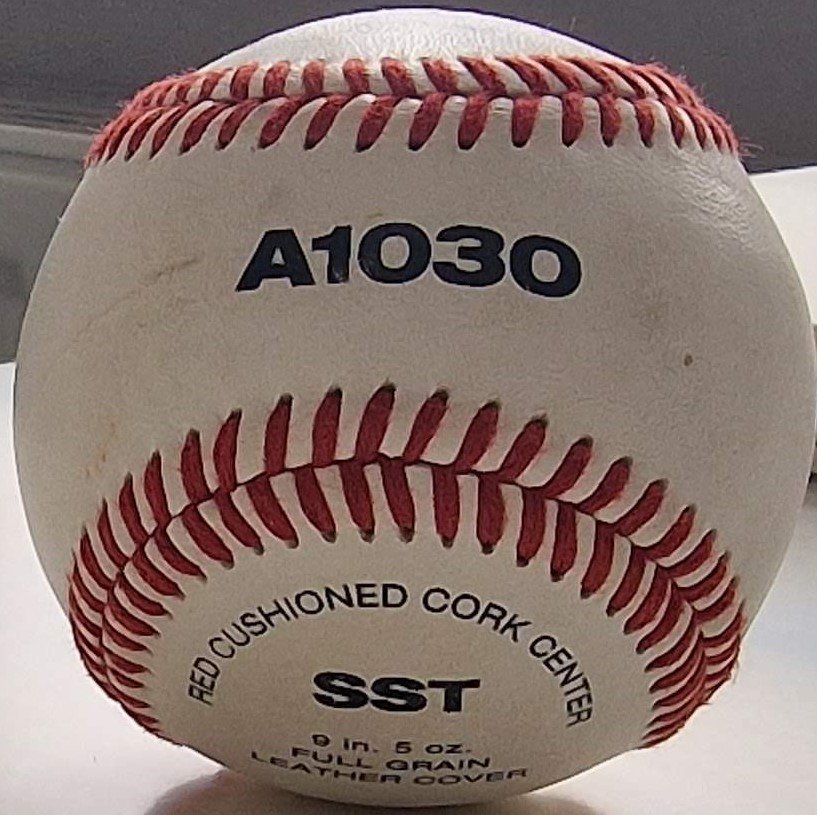 A1030
RED CUSHIONED CORK CENTER
SST
9 in. 5 oz.
FULL GRAIN
LEATHER COVER